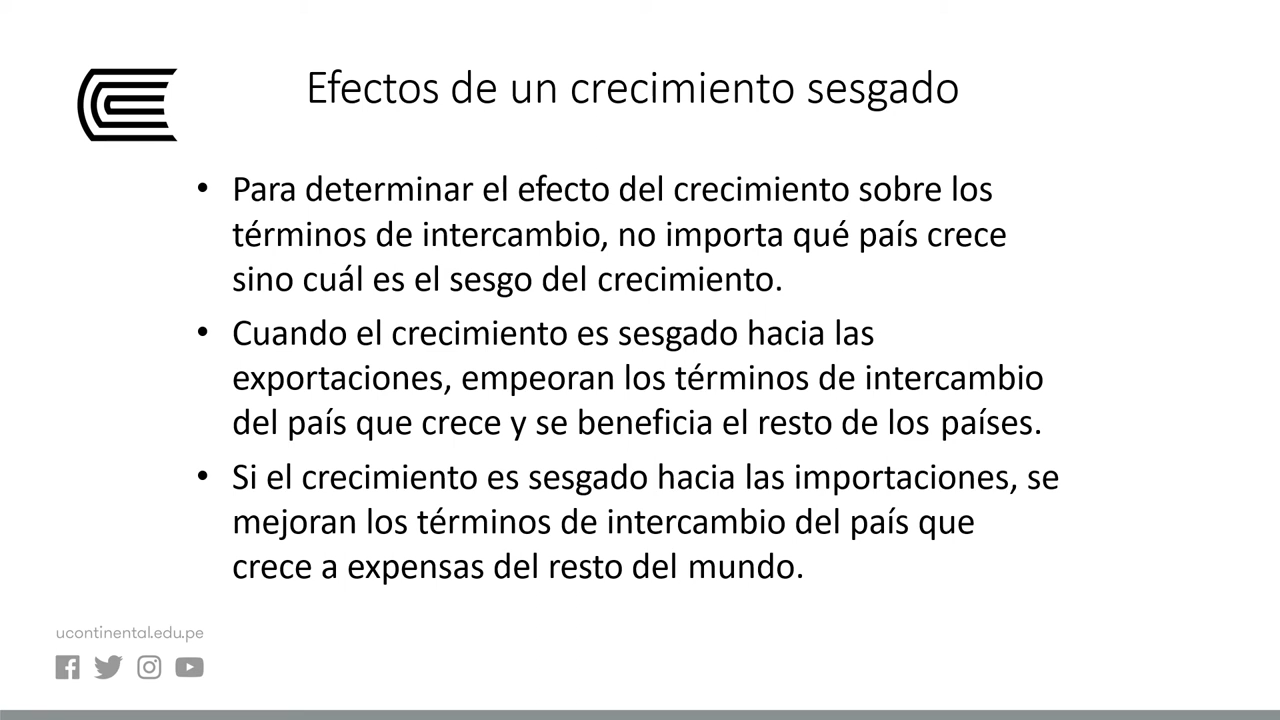 Efectos de un crecimiento sesgado
• Para determinar el efecto del crecimiento sobre los
términos de intercambio, no importa qué país crece
sino cuál es el sesgo del crecimiento.
• Cuando el crecimiento es sesgado hacia las
exportaciones, empeoran los términos de intercambio
del país que crece y se beneficia el resto de los países.
• Si el crecimiento es sesgado hacia las importaciones, se
mejoran los términos de intercambio del país que
crece a expensas del resto del mundo.
ucontinental.edu.pe